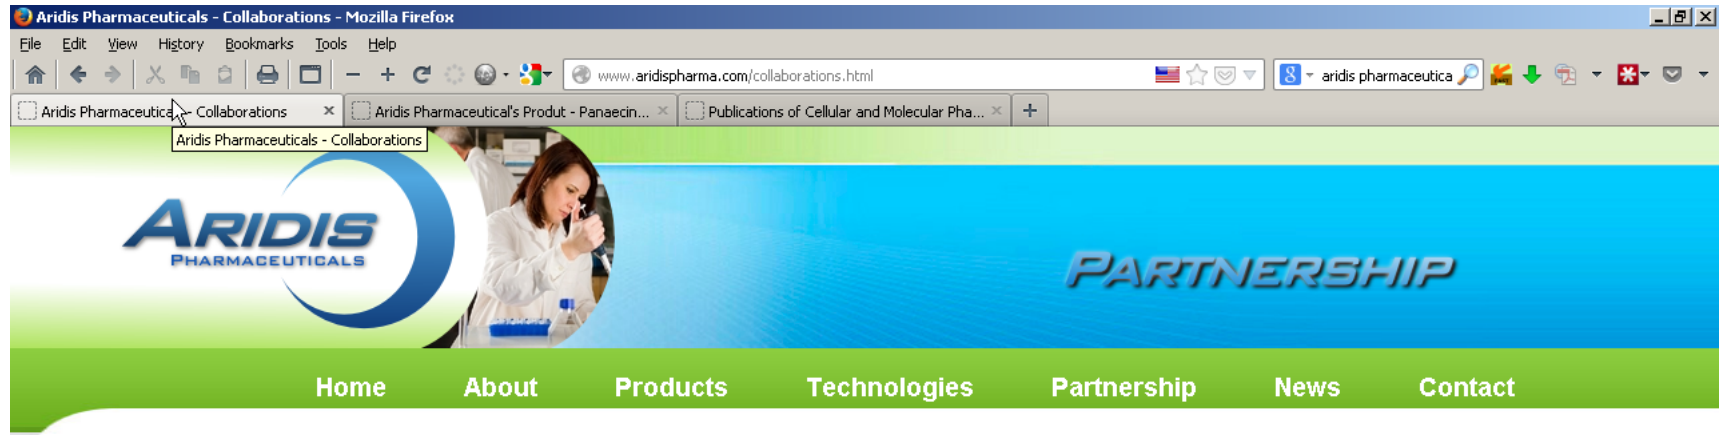 Aridis Pharmaceuticals - Collaborations - Mozilla Firefox
File Edit View History Bookmarks Tools Help
www.aridispharma.com/collaborations.html 8 aridis pharmaceutica
Aridis Pharmaceutica - Collaborations × Aridis Pharmaceutical's Produt - Panaecin... × Publications of Cellular and Molecular Pha... × +
Aridis Pharmaceuticals - Collaborations
ARIDIS
PHARMACEUTICALS
PARTNERSHIP
Home About Products Technologies Partnership News Contact